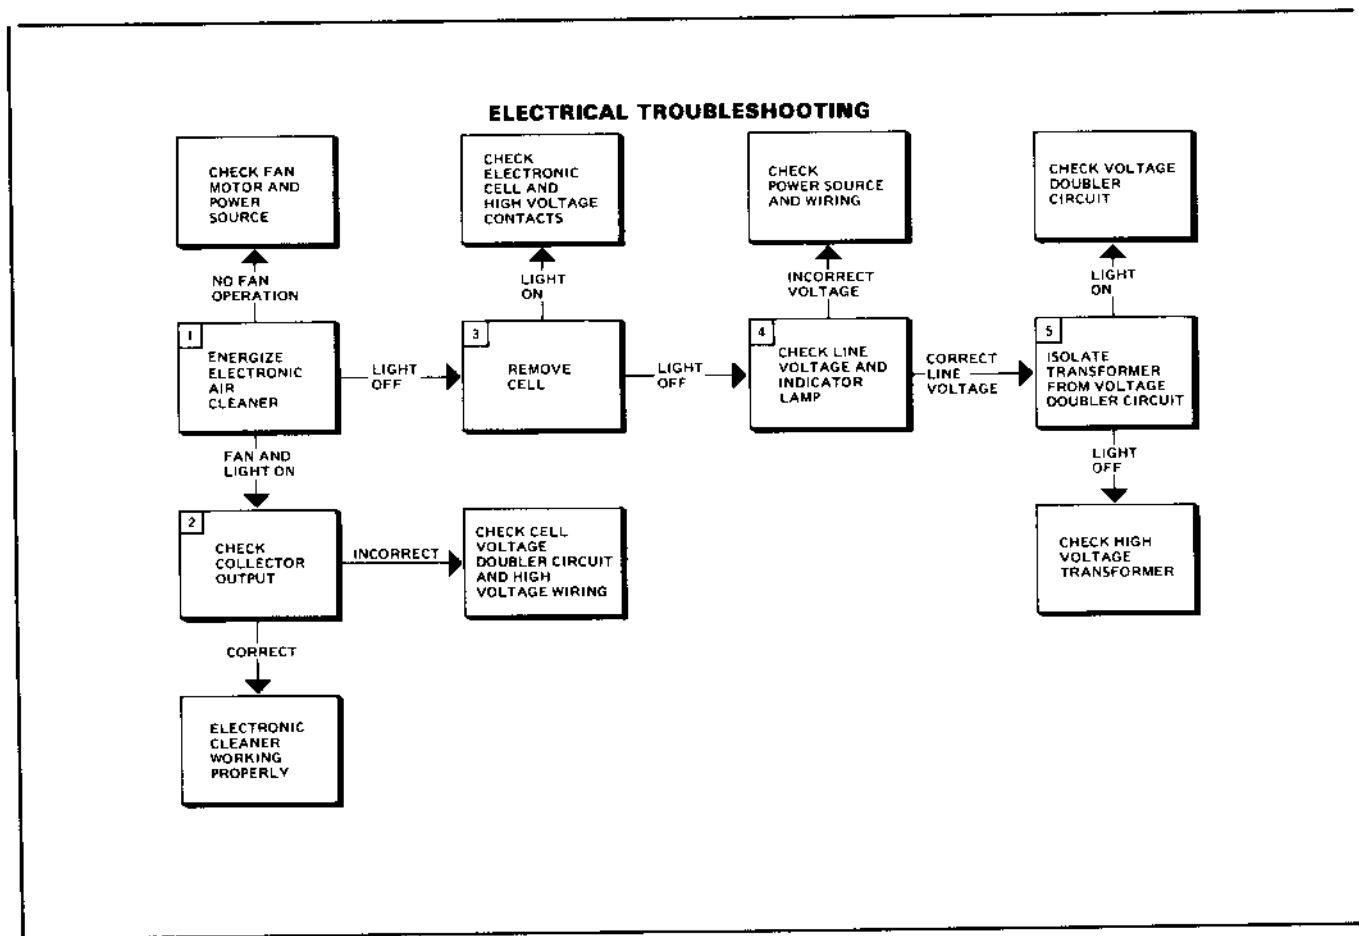 ELECTRICAL TROUBLESHOOTING
CHECK FAN
MOTOR AND
POWER
SOURCE
CHECK
ELECTRONIC
CELL AND
HIGH VOLTAGE
CONTACTS
CHECK
POWER SOURCE
AND WIRING
CHECK VOLTAGE
DOUBLER
CIRCUIT
NO FAN
OPERATION
LIGHT
ON
INCORRECT
VOLTAGE
LIGHT
ON
1
ENERGIZE
ELECTRONIC
AIR
CLEANER
LIGHT
OFF
3
REMOVE
CELL
LIGHT
OFF
4
CHECK LINE
VOLTAGE AND
INDICATOR
LAMP
CORRECT
LINE
VOLTAGE
5
ISOLATE
TRANSFORMER
FROM VOLTAGE
DOUBLER CIRCUIT
FAN AND
LIGHT ON
LIGHT
OFF
2
CHECK
COLLECTOR
OUTPUT
INCORRECT
CHECK CELL
VOLTAGE
DOUBLER CIRCUIT
AND HIGH
VOLTAGE WIRING
CHECK HIGH
VOLTAGE
TRANSFORMER
CORRECT
ELECTRONIC
CLEANER
WORKING
PROPERLY